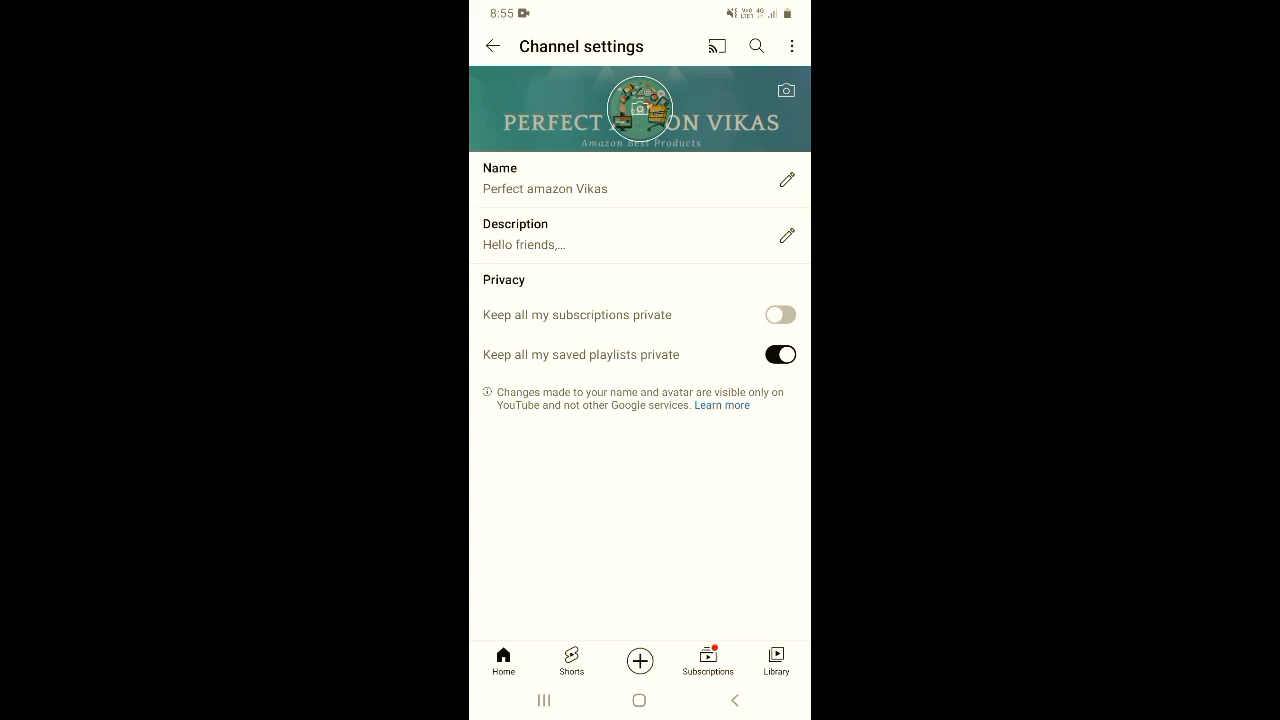 8:55
Channel settings
PERFECT A ON VIKAS
Amazon Best Products
Name
Perfect amazon Vikas
Description
Hello friends,...
Privacy
Keep all my subscriptions private
Keep all my saved playlists private
Changes made to your name and avatar are visible only on
YouTube and not other Google services. Learn more
Home Shorts Subscriptions Library